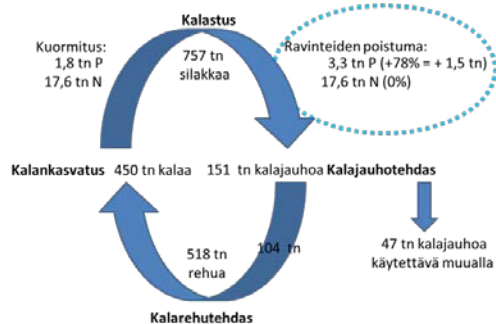 Kalastus
Kuormitus:
1,8 tn P
17,6 tn N
757 tn
silakkaa
Ravinteiden poistuma:
3,3 tn P (+78% = + 1,5 tn)
17,6 tn N (0%)
Kalankasvatus 450 tn kalaa
151 tn kalajauhoa Kalajauhotehdas
518 tn
rehua
104 tn
47 tn kalajauhoa
käytettävä muualla
Kalarehutehdas